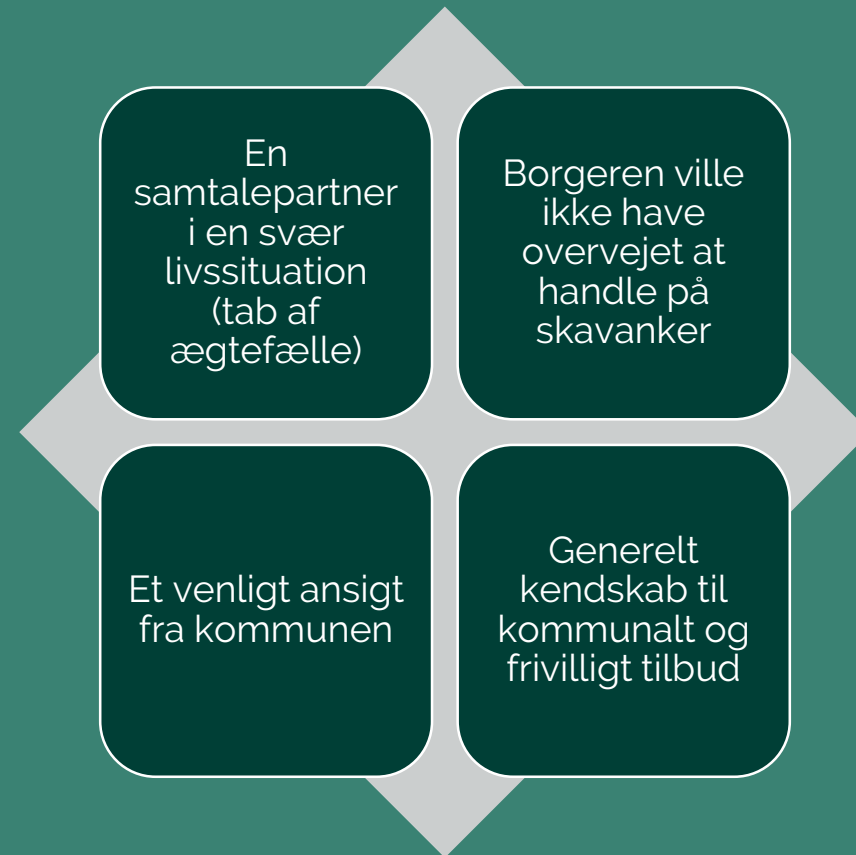 En
samtalepartner
i en svær
livssituation
(tab af
ægtefælle)
Borgeren ville
ikke have
overvejet at
handle på
skavanker
Et venligt ansigt
fra kommunen
Generelt
kendskab til
kommunalt og
frivilligt tilbud